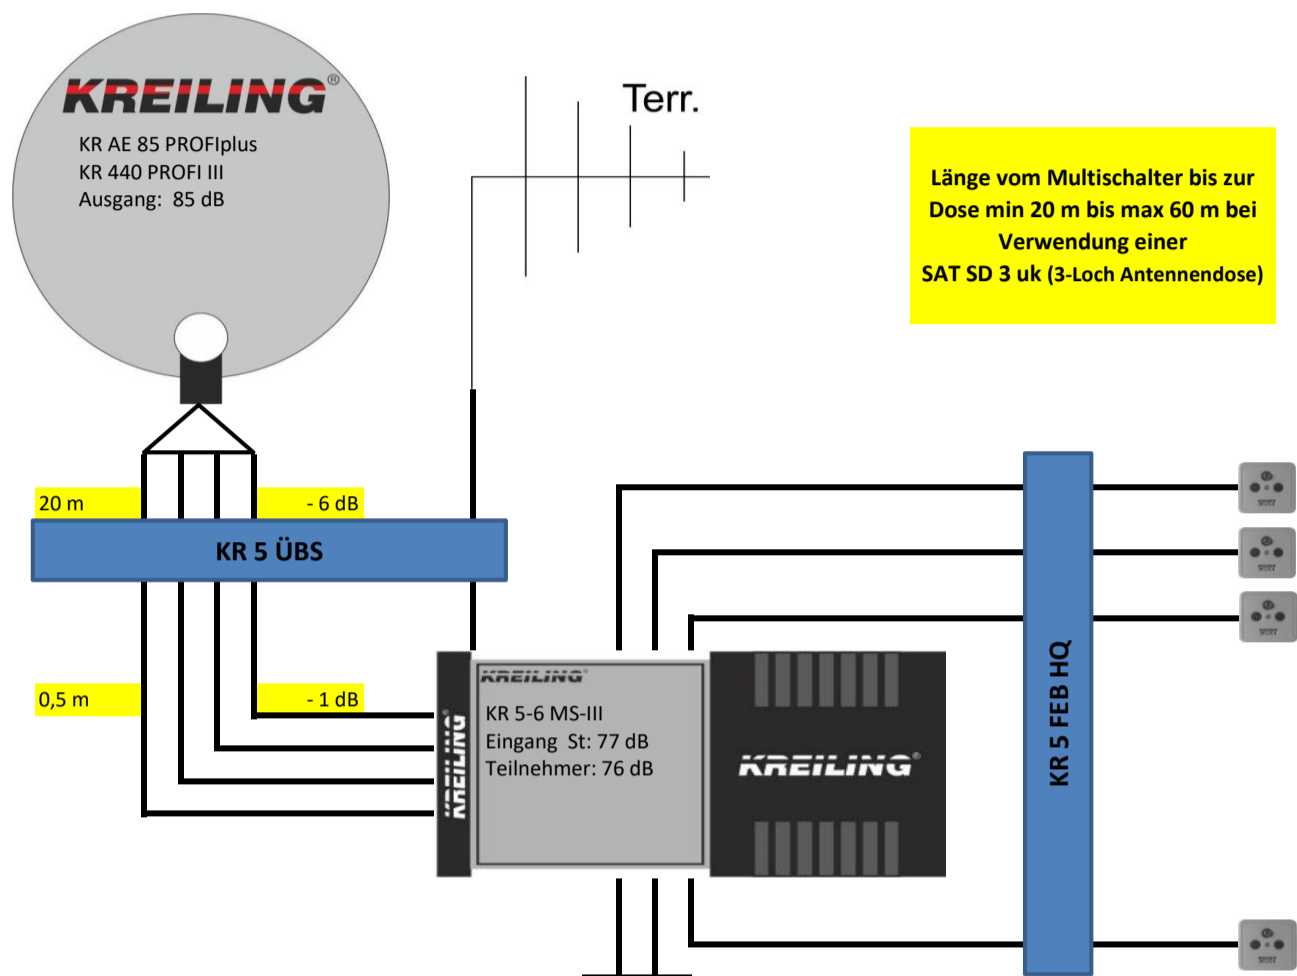 KREILING®
KR AE 85 PROFIplus
KR 440 PROFI III
Ausgang: 85 dB
Terr.
Länge vom Multischalter bis zur
Dose min 20 m bis max 60 m bei
Verwendung einer
SAT SD 3 uk (3-Loch Antennendose)
20 m
- 6 dB
KR 5 ÜBS
0,5 m
- 1 dB
KREILING
KREILING®
KR 5-6 MS-III
Eingang St: 77 dB
Teilnehmer: 76 dB
KREILING®
KR 5 FEB HQ